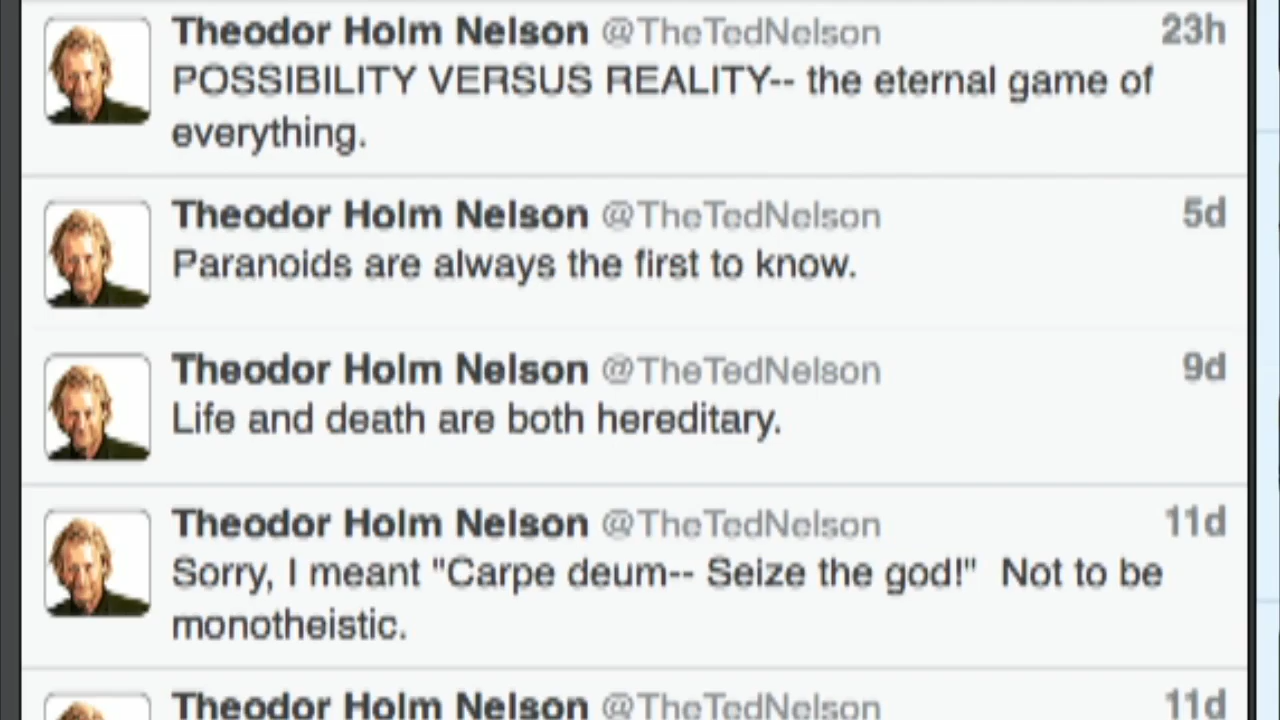 Theodor Holm Nelson @TheTedNelson 23h
POSSIBILITY VERSUS REALITY-- the eternal game of
everything.
Theodor Holm Nelson @TheTedNelson 5d
Paranoids are always the first to know.
Theodor Holm Nelson @TheTedNelson 9d
Life and death are both hereditary.
Theodor Holm Nelson @TheTedNelson 11d
Sorry, I meant "Carpe deum-- Seize the god!"  Not to be
monotheistic.
Theodor Holm Nelson @TheTedNelson 11d